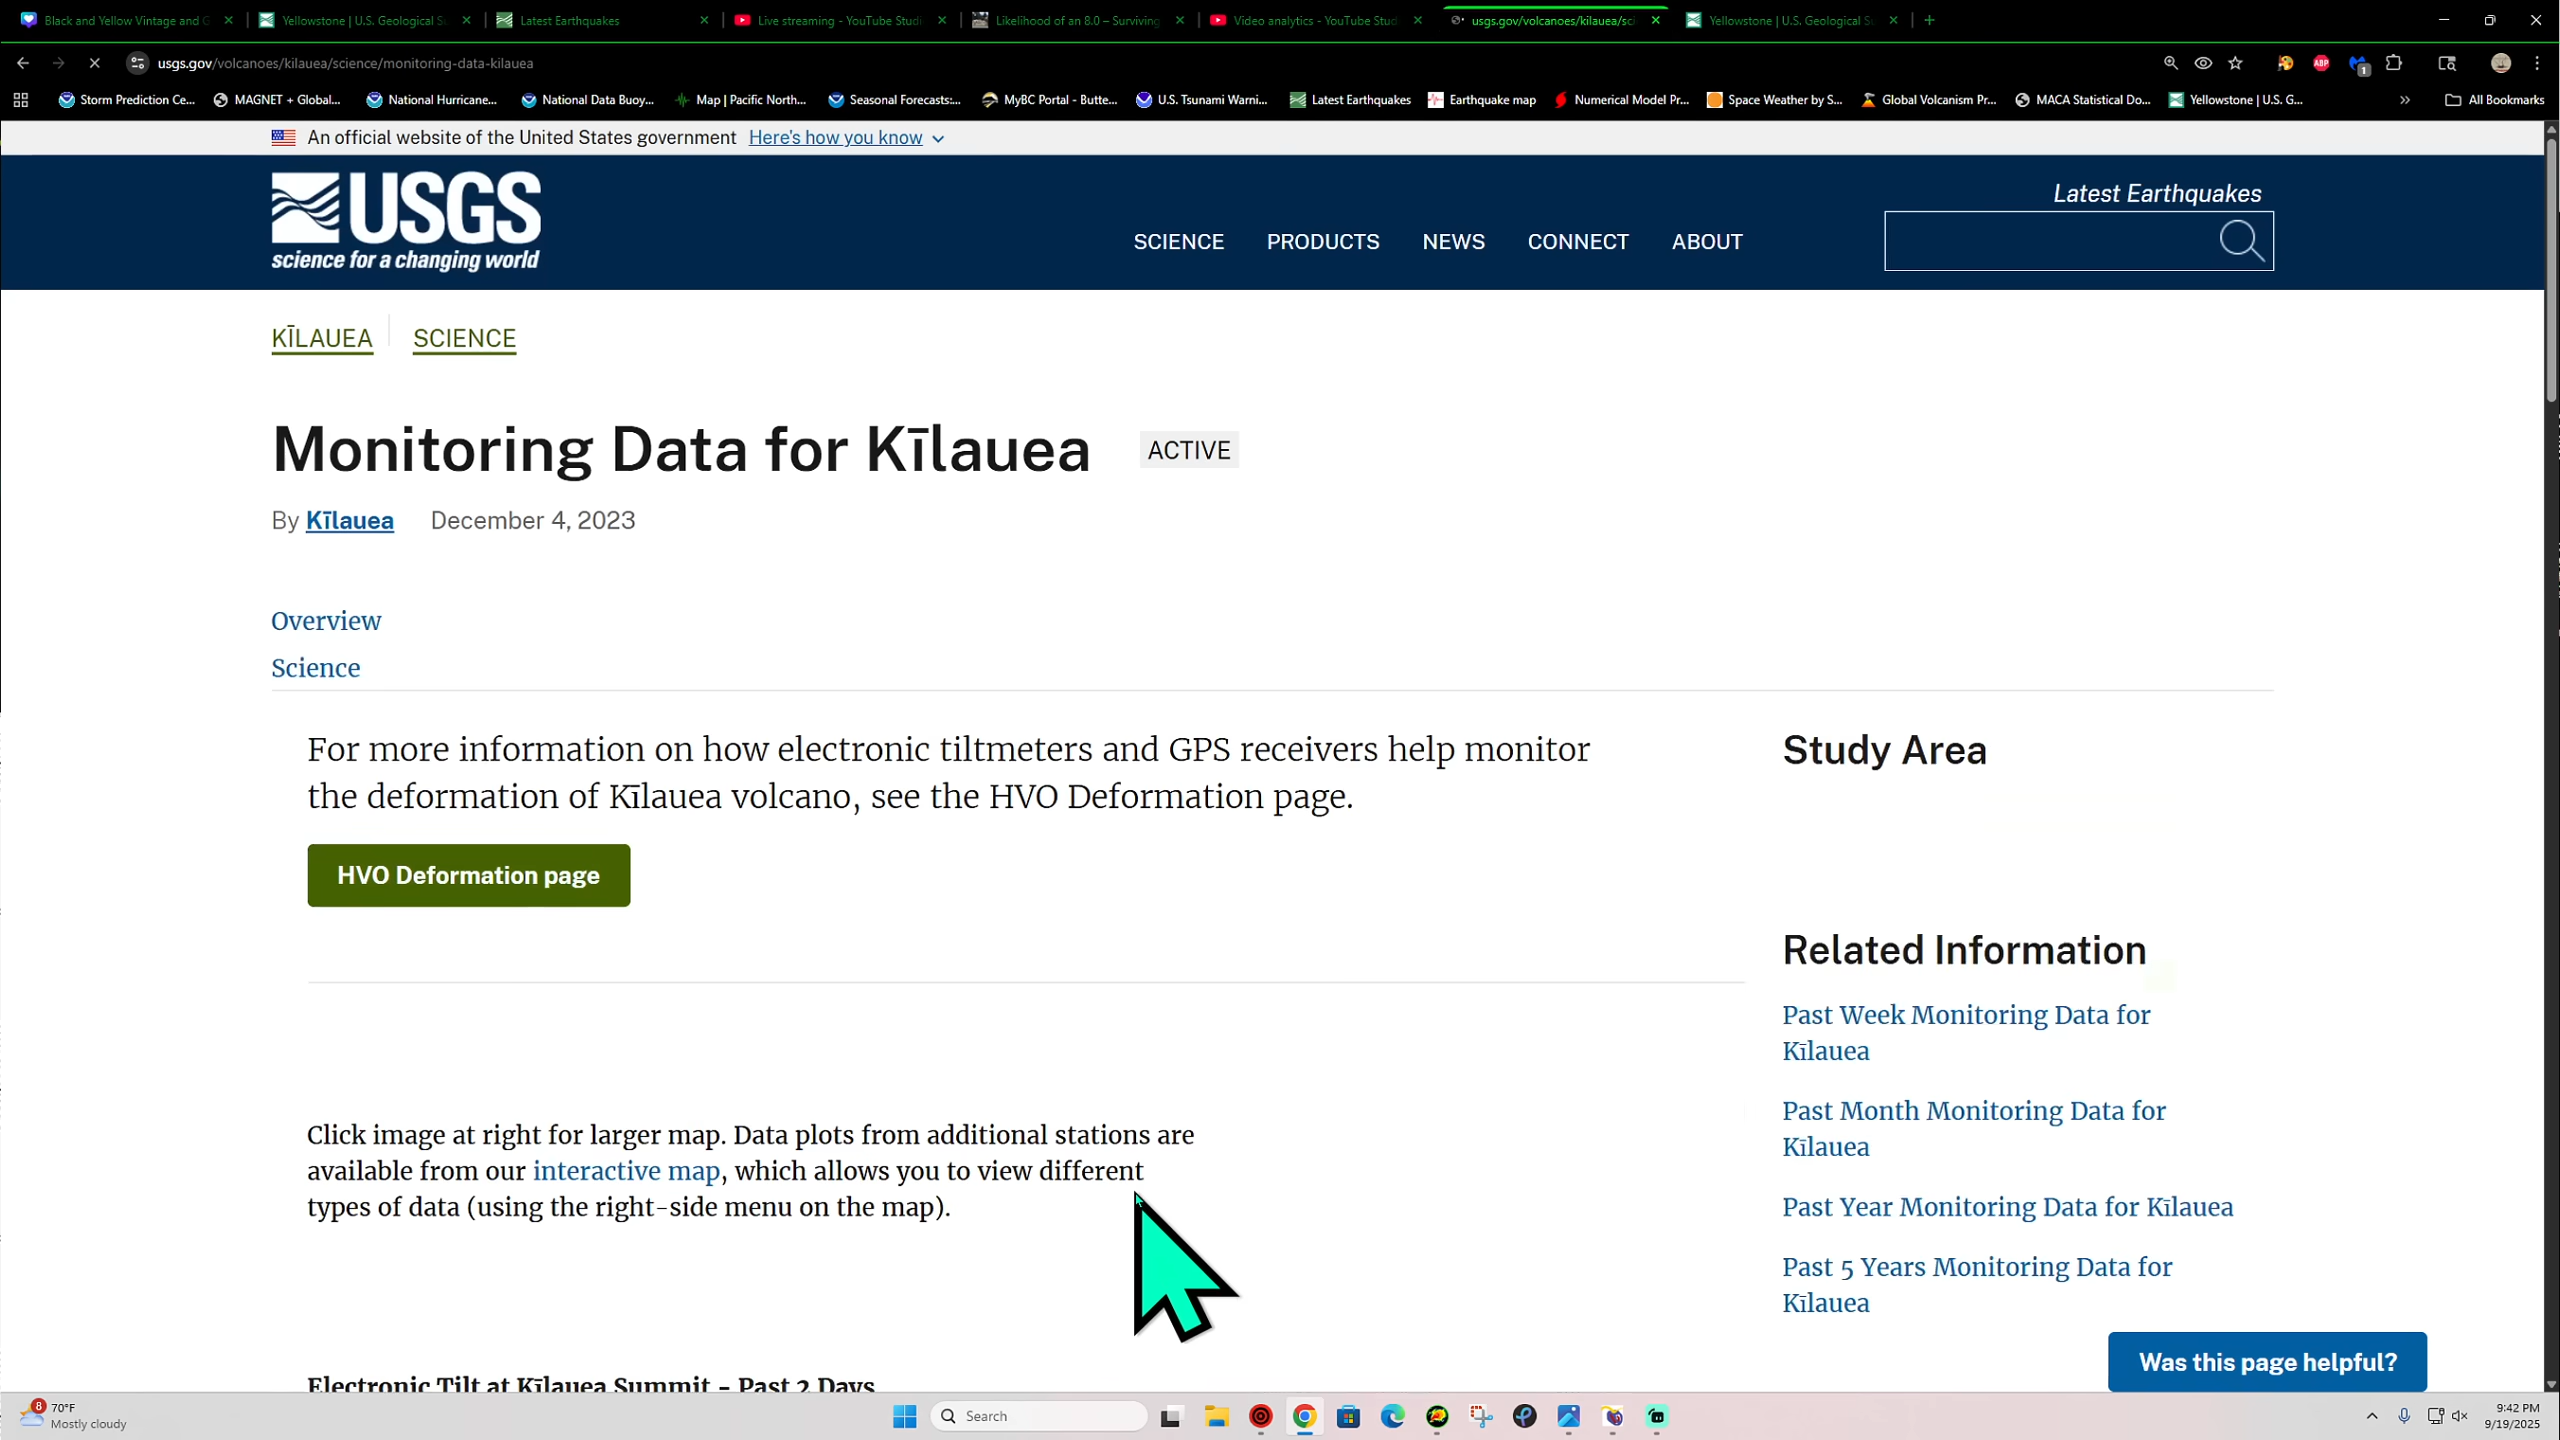 Black and Yellow Vintage and G
Yellowstone | U.S. Geological Su
Latest Earthquakes
Live streaming - YouTube Studi
Likelihood of an 8.0 – Surviving
Video analytics - YouTube Stud
usgs.gov/volcanoes/kilauea/sci
Yellowstone | U.S. Geological Su
usgs.gov/volcanoes/kilauea/science/monitoring-data-kilauea
ABP
1
Storm Prediction Ce...
MAGNET + Global...
National Hurricane...
National Data Buoy...
Map | Pacific North...
Seasonal Forecasts:...
MyBC Portal - Butte...
U.S. Tsunami Warni...
Latest Earthquakes
Earthquake map
Numerical Model Pr...
Space Weather by S...
Global Volcanism Pr...
MACA Statistical Do...
Yellowstone | U.S. G...
»
All Bookmarks
An official website of the United States government Here's how you know
USGS
science for a changing world
SCIENCE PRODUCTS NEWS CONNECT ABOUT
Latest Earthquakes
KĪLAUEA SCIENCE
Monitoring Data for Kīlauea ACTIVE
By Kīlauea December 4, 2023
Overview
Science
For more information on how electronic tiltmeters and GPS receivers help monitor
the deformation of Kīlauea volcano, see the HVO Deformation page.
HVO Deformation page
Click image at right for larger map. Data plots from additional stations are
available from our interactive map, which allows you to view different
types of data (using the right-side menu on the map).
Electronic Tilt at Kīlauea Summit - Past 2 Days
Study Area
Related Information
Past Week Monitoring Data for
Kīlauea
Past Month Monitoring Data for
Kīlauea
Past Year Monitoring Data for Kīlauea
Past 5 Years Monitoring Data for
Kīlauea
Was this page helpful?
8
70°F
Mostly cloudy
Search
9:42 PM
9/19/2025